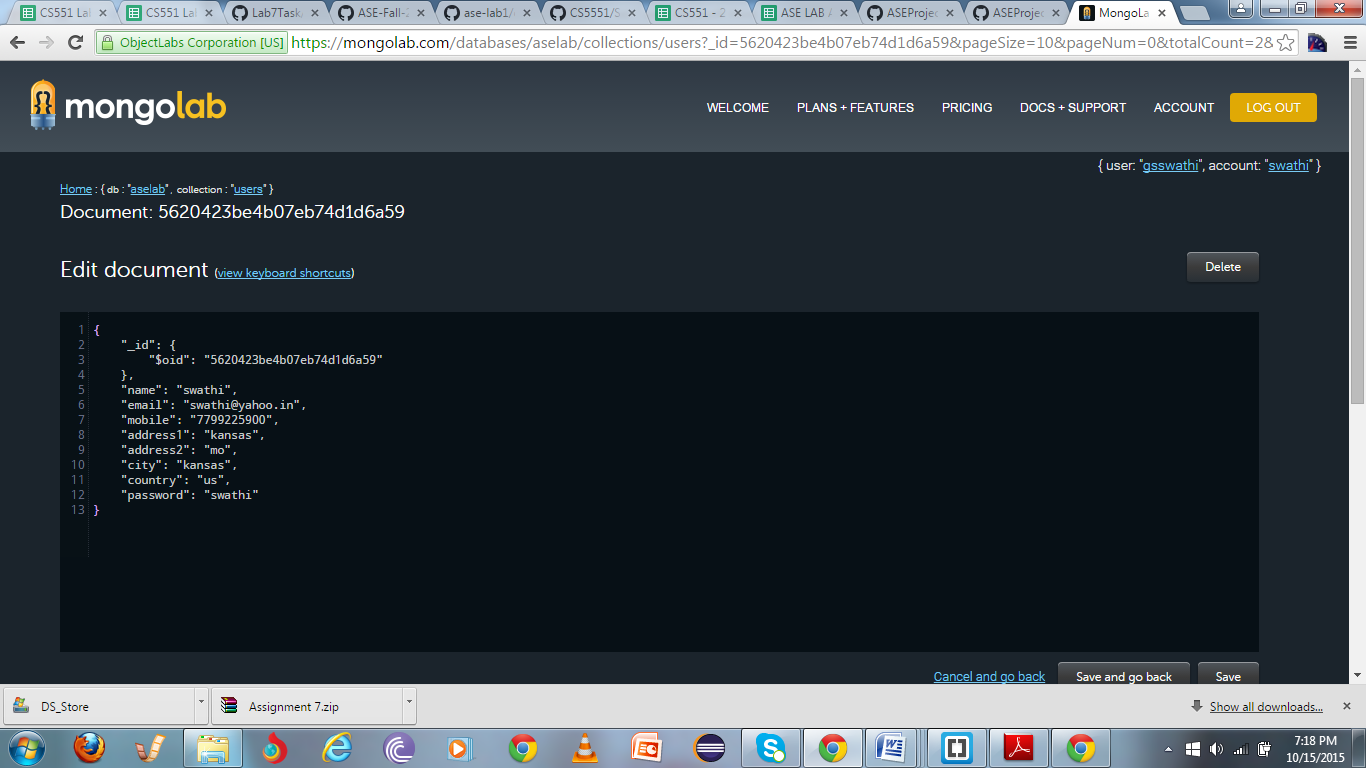 CS551 La
CS551 La
Lab7Task
ASE-Fall-2
ase-lab1/
CS5551/S
CS551 - 2
ASE LAB A
ASEProjec
ASEProjec
MongoLa
ObjectLabs Corporation [US] https://mongolab.com/databases/aselab/collections/users?_id=5620423be4b07eb74d1d6a59&pageSize=10&pageNum=0&totalCount=2&
mongolab
WELCOME PLANS + FEATURES PRICING DOCS + SUPPORT ACCOUNT LOG OUT
{ user: "gsswathi", account: "swathi" }
Home : { db : "aselab", collection : "users" }
Document: 5620423be4b07eb74d1d6a59
Edit document (view keyboard shortcuts)
Delete
1 {
2 "_id": {
3 "$oid": "5620423be4b07eb74d1d6a59"
4 },
5 "name": "swathi",
6 "email": "swathi@yahoo.in",
7 "mobile": "7799225900",
8 "address1": "kansas",
9 "address2": "mo",
10 "city": "kansas",
11 "country": "us",
12 "password": "swathi"
13 }
Cancel and go back Save and go back Save
DS_Store Assignment 7.zip Show all downloads...
7:18 PM
10/15/2015